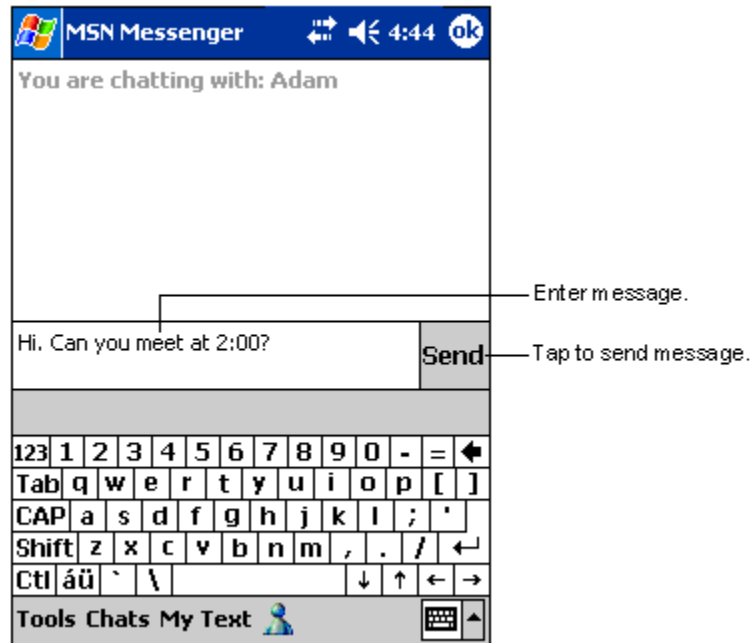 MSN Messenger 4:44 ok
You are chatting with: Adam
Enter message.
Hi. Can you meet at 2:00?
Send
Tap to send message.
123 1 2 3 4 5 6 7 8 9 0 - =
Tab q w e r t y u i o p [ ]
CAP a s d f g h j k l ; '
Shift z x c v b n m , . /
Ctl áü ` \ ↓ ↑ ← →
Tools Chats My Text